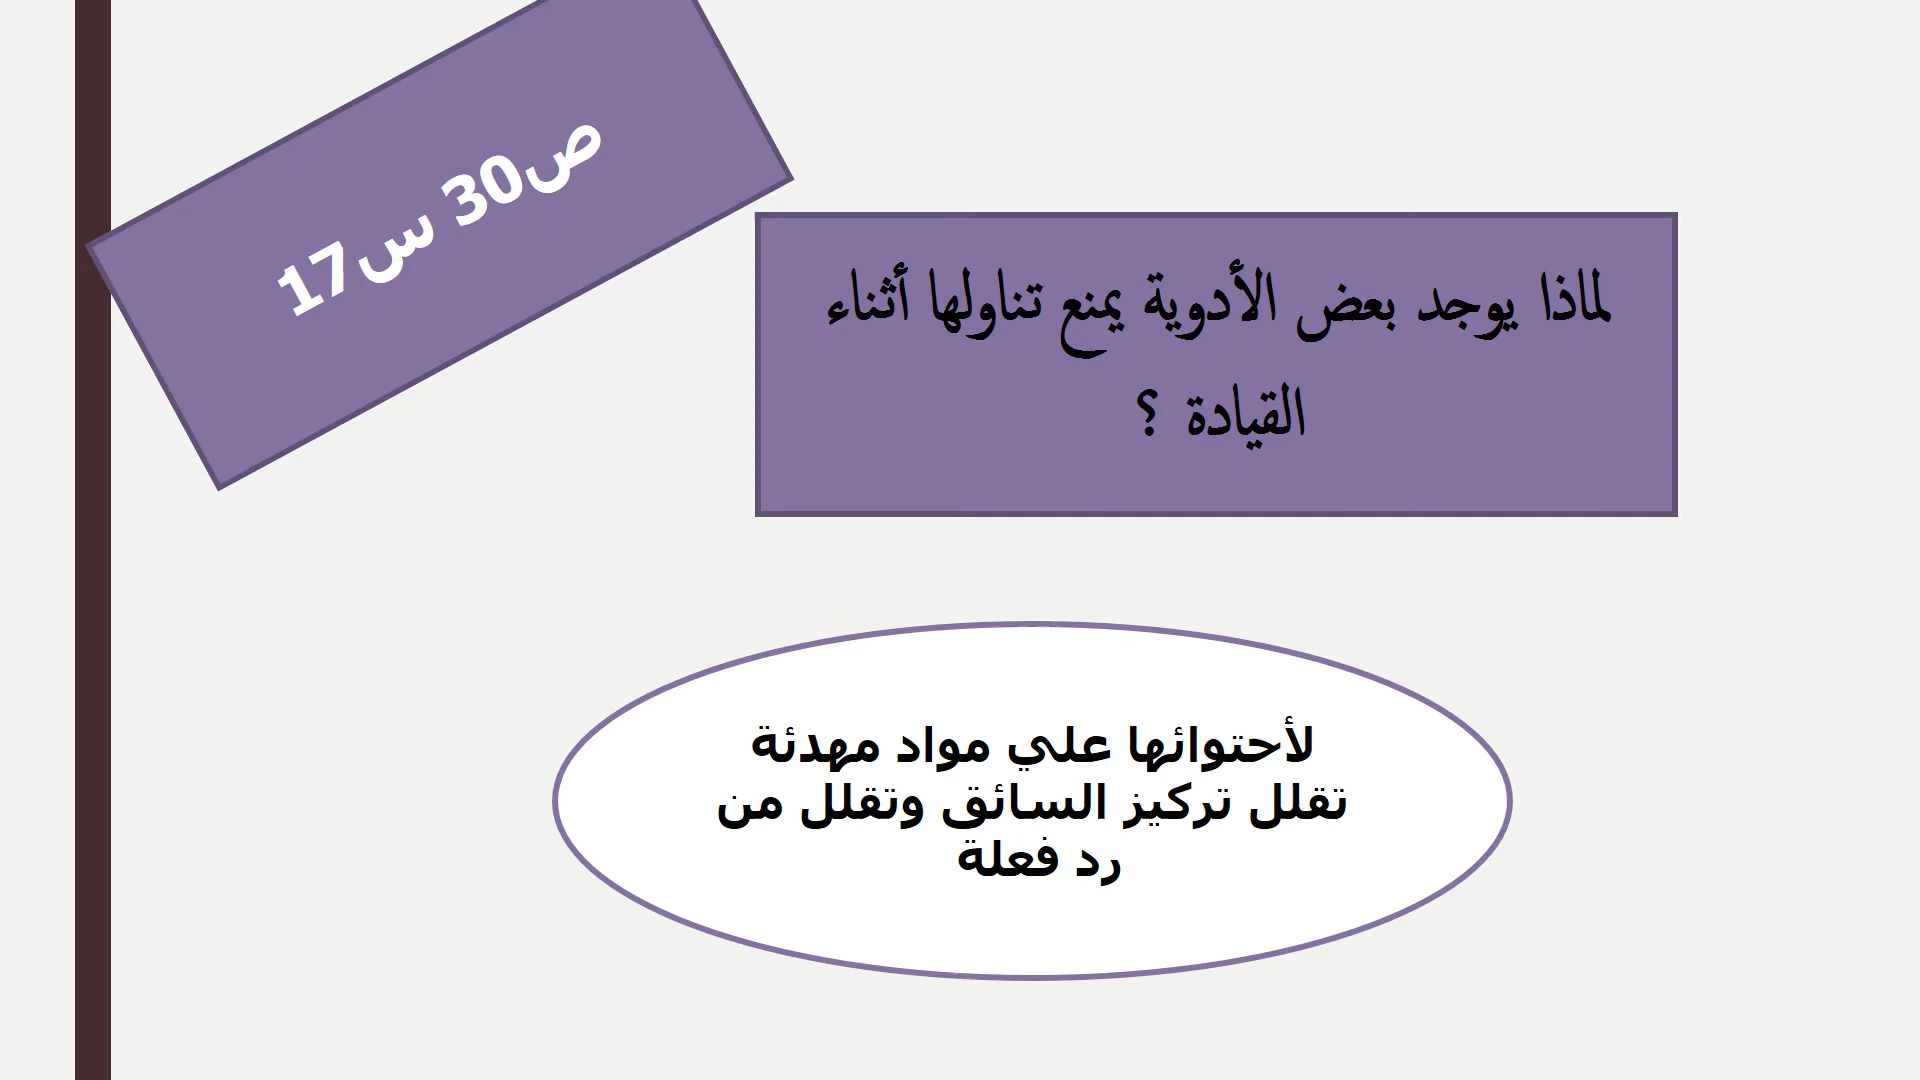 ص30 س17
لماذا يوجد بعض الأدوية يمنع تناولها أثناء
القيادة ؟
لأحتوائها علي مواد مهدئة
تقلل تركيز السائق وتقلل من
رد فعلة